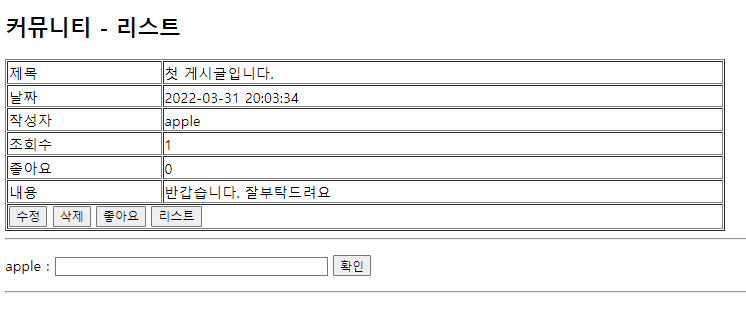 커뮤니티 - 리스트
제목 첫 게시글입니다.
날짜 2022-03-31 20:03:34
작성자 apple
조회수 1
좋아요 0
내용 반갑습니다. 잘부탁드려요
수정 삭제 좋아요 리스트
apple : 확인